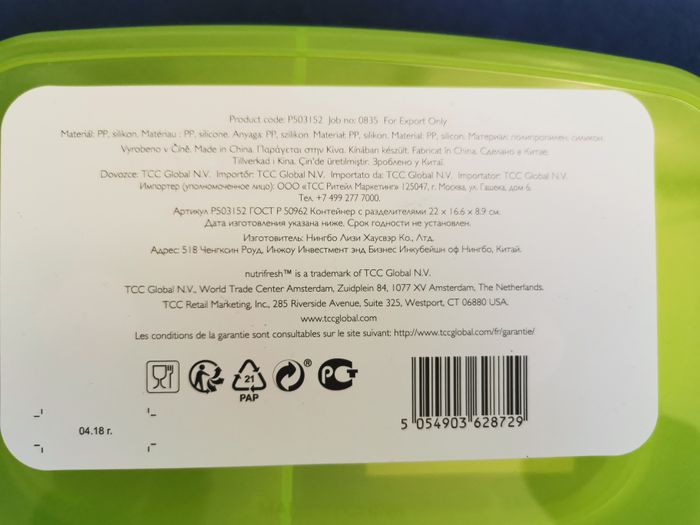 Product code: P503152 Job no: 0835 For Export Only
Materiál: PP, silikon. Matériau : PP, silicone. Anyaga: PP, szilikon. Materiał: PP, silikon. Material: PP, silicon. Материал: полипропилен, силикон.
Vyrobeno v Číně. Made in China. Παράγεται στην Κίνα. Kínában készült. Fabricat în China. Сделано в Китае.
Tillverkad i Kina. Çin'de üretilmiştir. Зроблено у Китаї.
Dovozce: TCC Global N.V. Importőr: TCC Global N.V. Importato da: TCC Global N.V. Importator: TCC Global N.V.
Импортер (уполномоченное лицо): ООО «ТСС Ритейл Маркетинг» 125047, г. Москва, ул. Гашека, дом 6.
Тел. +7 499 277 7000.
Артикул P503152 ГОСТ Р 50962 Контейнер с разделителями 22 x 16.6 x 8.9 см.
Дата изготовления указана ниже. Срок годности не установлен.
Изготовитель: Нингбо Лизи Хаусвэр Ко., Лтд.
Адрес: 518 Ченгксин Роуд, Инжоу Инвестмент энд Бизнес Инкубейшн оф Нингбо, Китай.
nutrifresh™ is a trademark of TCC Global N.V.
TCC Global N.V., World Trade Center Amsterdam, Zuidplein 84, 1077 XV Amsterdam, The Netherlands.
TCC Retail Marketing, Inc., 285 Riverside Avenue, Suite 325, Westport, CT 06880 USA.
www.tccglobal.com
Les conditions de la garantie sont consultables sur le site suivant: http://www.tccglobal.com/fr/garantie/
21
PAP
®
РСТ
04.18 г.
5 054903 628729